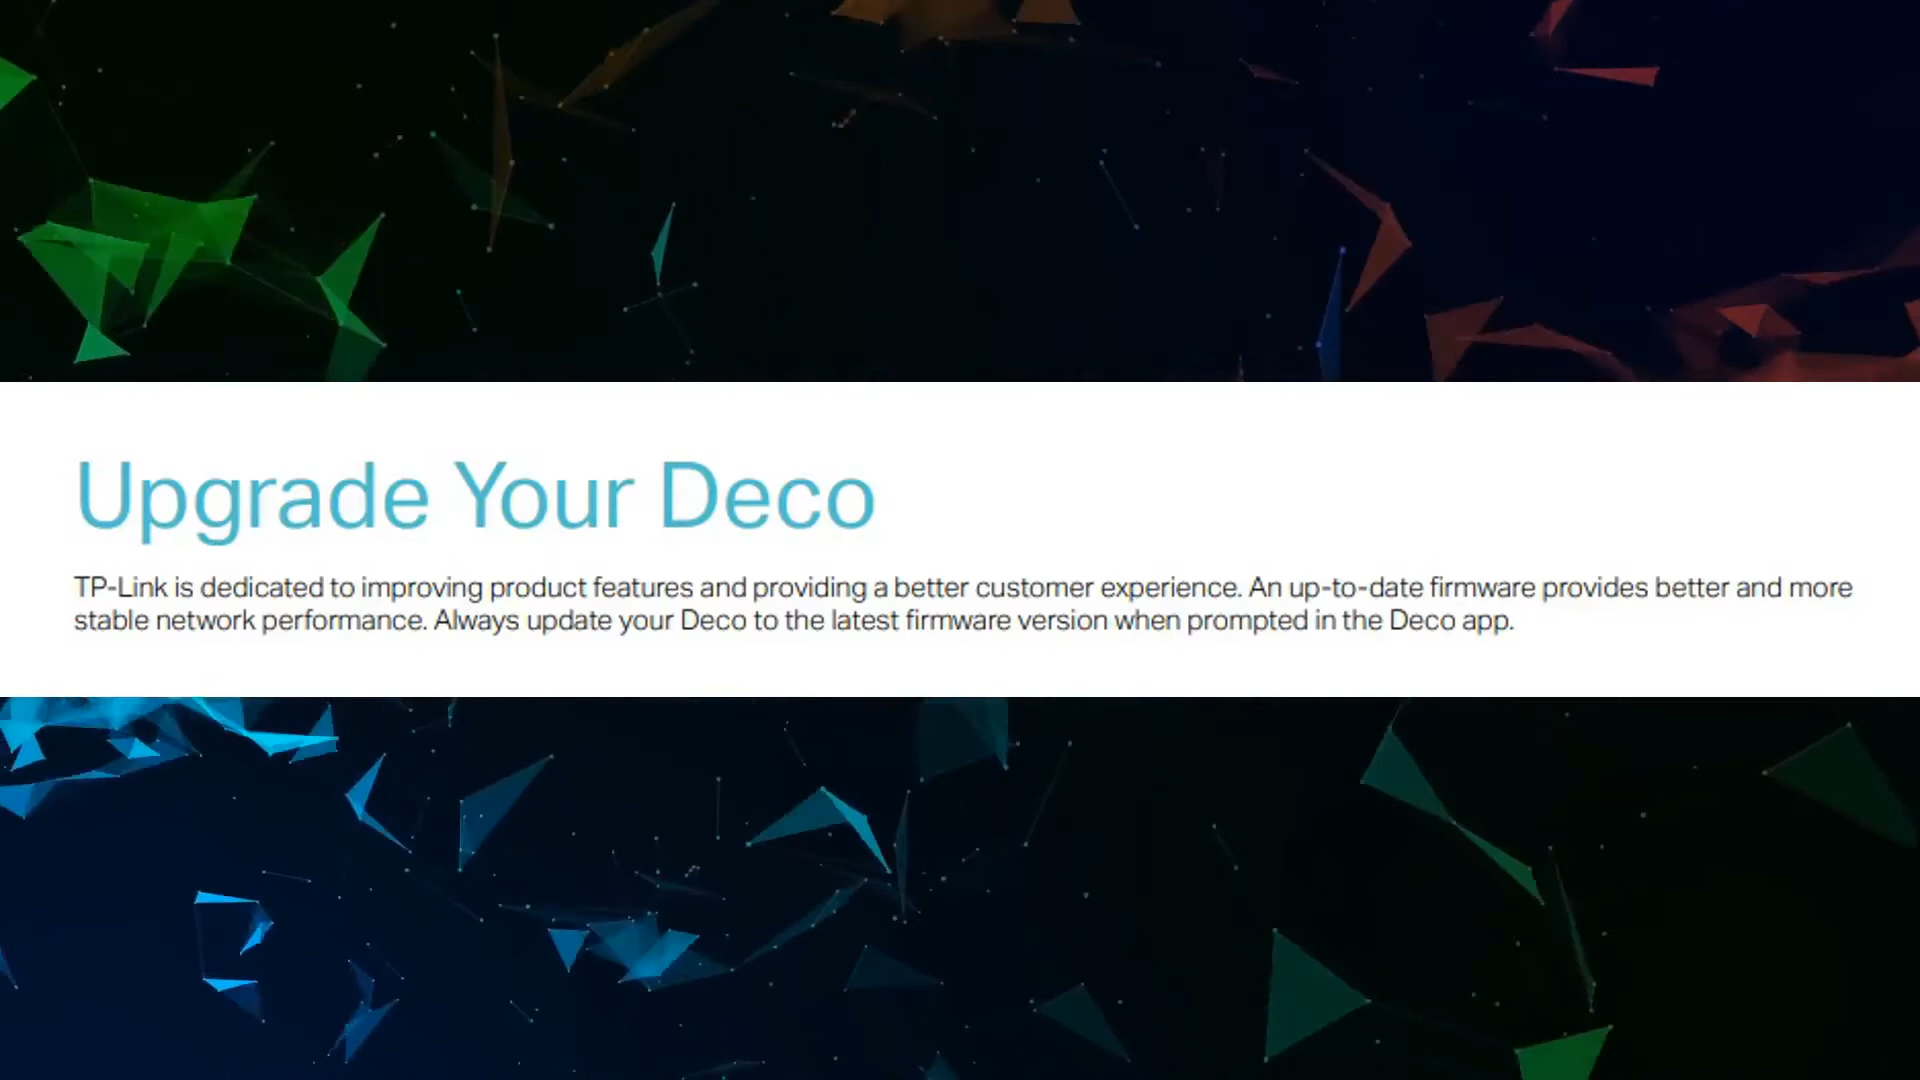 Upgrade Your Deco
TP-Link is dedicated to improving product features and providing a better customer experience. An up-to-date firmware provides better and more
stable network performance. Always update your Deco to the latest firmware version when prompted in the Deco app.